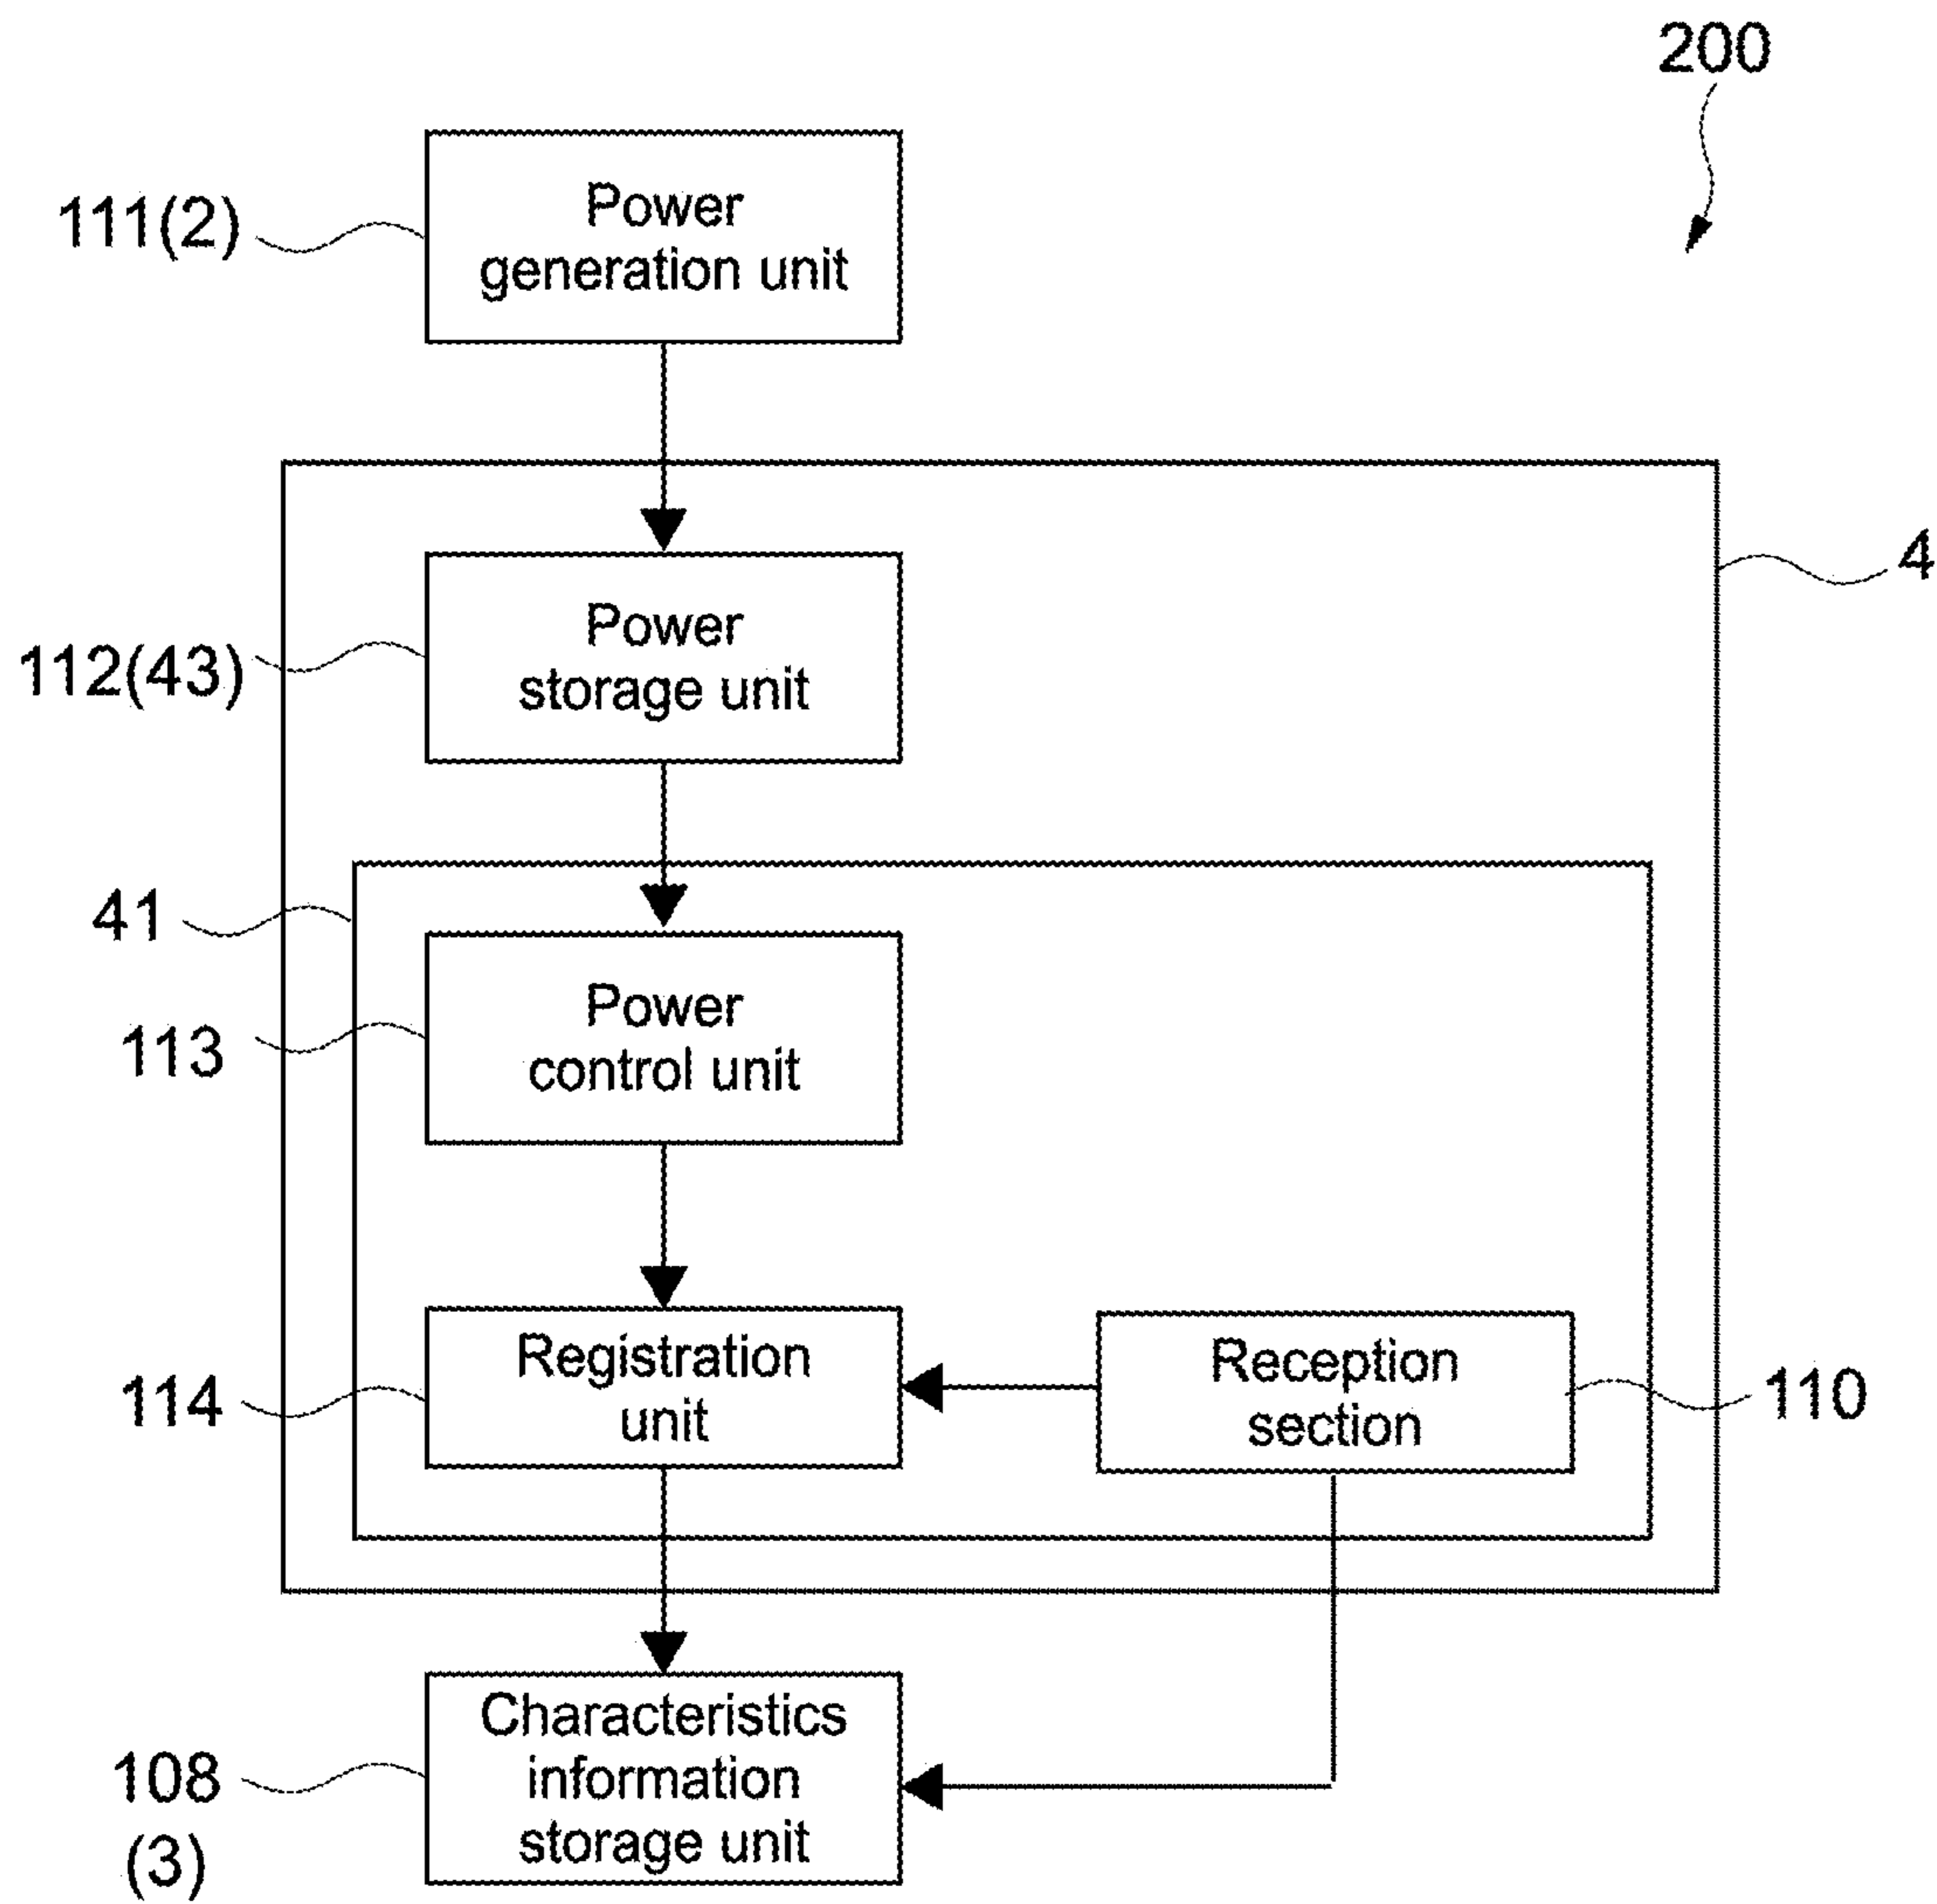 200
111(2)
Power
generation unit
4
112(43)
Power
storage unit
41
113
Power
control unit
114
Registration
unit
Reception
section
110
108
(3)
Characteristics
information
storage unit